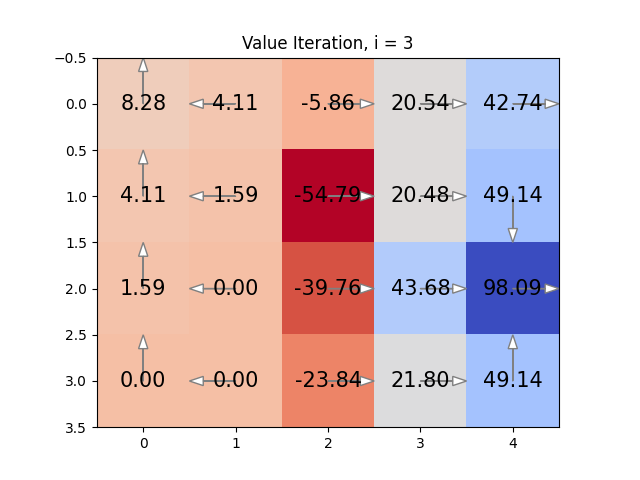 Value Iteration, i = 3
−0.5
0.0 8.28 4.11 -5.86 20.54 42.74
0.5
1.0 4.11 1.59 -54.79 20.48 49.14
1.5
2.0 1.59 0.00 -39.76 43.68 98.09
2.5
3.0 0.00 0.00 -23.84 21.80 49.14
3.5
0 1 2 3 4